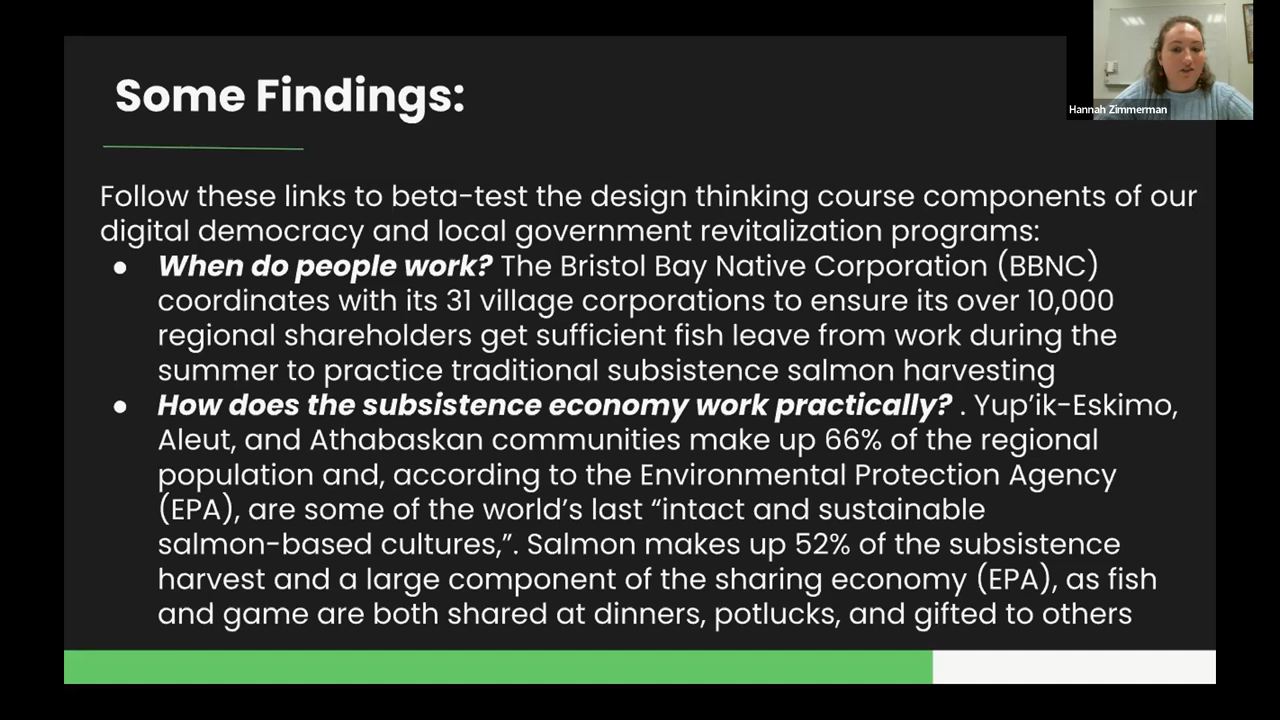 Some Findings:
Hannah Zimmerman
Follow these links to beta-test the design thinking course components of our
digital democracy and local government revitalization programs:
● When do people work? The Bristol Bay Native Corporation (BBNC)
coordinates with its 31 village corporations to ensure its over 10,000
regional shareholders get sufficient fish leave from work during the
summer to practice traditional subsistence salmon harvesting
● How does the subsistence economy work practically? . Yup’ik-Eskimo,
Aleut, and Athabaskan communities make up 66% of the regional
population and, according to the Environmental Protection Agency
(EPA), are some of the world’s last “intact and sustainable
salmon-based cultures,”. Salmon makes up 52% of the subsistence
harvest and a large component of the sharing economy (EPA), as fish
and game are both shared at dinners, potlucks, and gifted to others